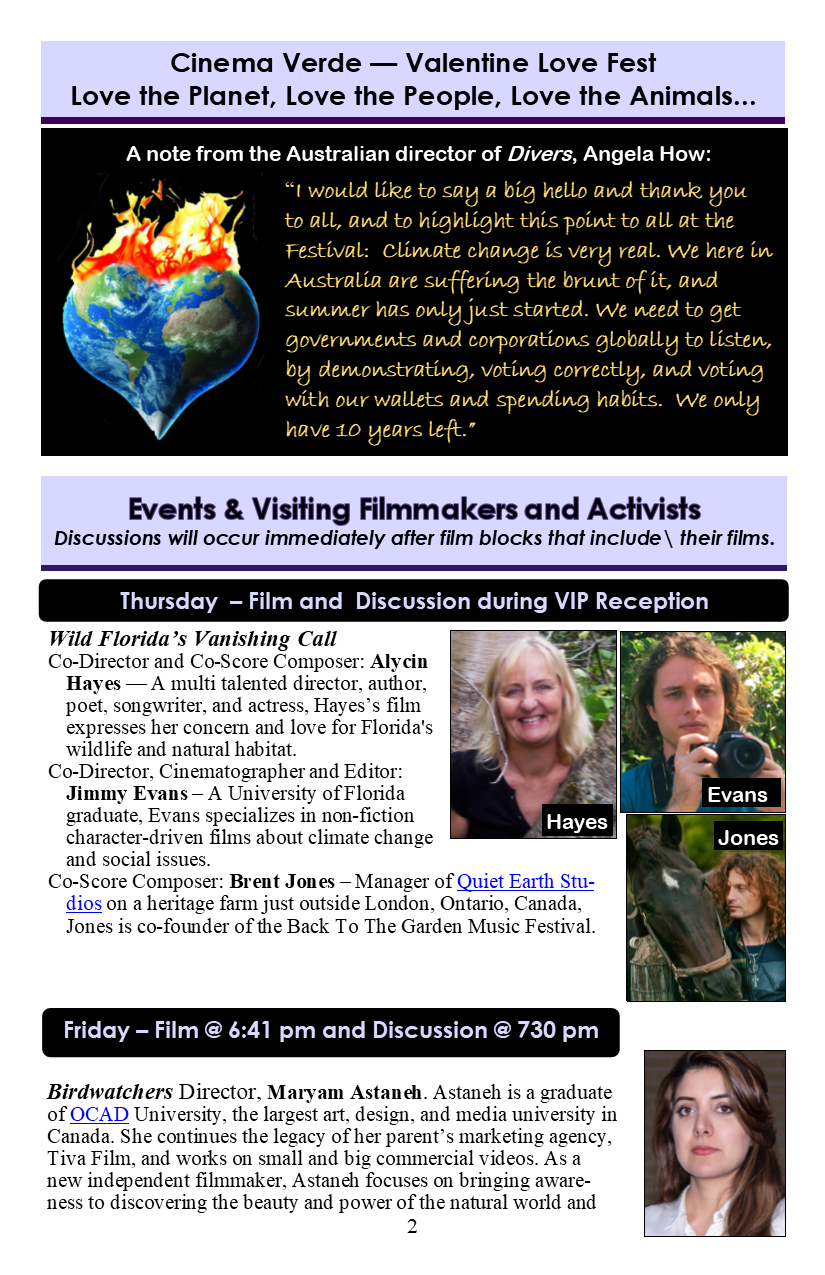 Cinema Verde — Valentine Love Fest
Love the Planet, Love the People, Love the Animals...
A note from the Australian director of Divers, Angela How:
“I would like to say a big hello and thank you
to all, and to highlight this point to all at the
Festival:  Climate change is very real. We here in
Australia are suffering the brunt of it, and
summer has only just started. We need to get
governments and corporations globally to listen,
by demonstrating, voting correctly, and voting
with our wallets and spending habits.  We only
have 10 years left.”
Events & Visiting Filmmakers and Activists
Discussions will occur immediately after film blocks that include\ their films.
Thursday  – Film and  Discussion during VIP Reception
Wild Florida’s Vanishing Call
Co-Director and Co-Score Composer: Alycin
Hayes — A multi talented director, author,
poet, songwriter, and actress, Hayes’s film
expresses her concern and love for Florida's
wildlife and natural habitat.
Co-Director, Cinematographer and Editor:
Jimmy Evans – A University of Florida
graduate, Evans specializes in non-fiction
character-driven films about climate change
and social issues.
Co-Score Composer: Brent Jones – Manager of Quiet Earth Stu-
dios on a heritage farm just outside London, Ontario, Canada,
Jones is co-founder of the Back To The Garden Music Festival.
Hayes
Evans
Jones
Friday – Film @ 6:41 pm and Discussion @ 730 pm
Birdwatchers Director, Maryam Astaneh. Astaneh is a graduate
of OCAD University, the largest art, design, and media university in
Canada. She continues the legacy of her parent’s marketing agency,
Tiva Film, and works on small and big commercial videos. As a
new independent filmmaker, Astaneh focuses on bringing aware-
ness to discovering the beauty and power of the natural world and
2